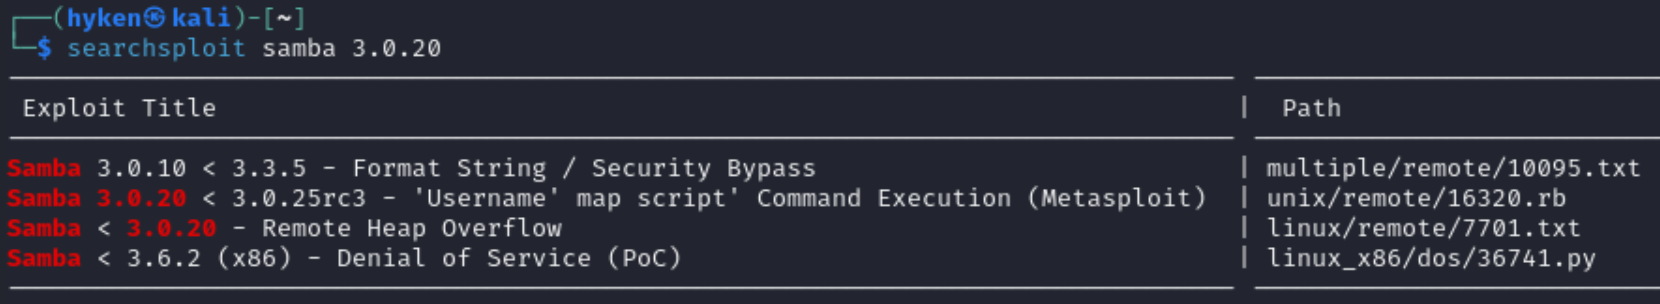 (hyken㉿kali)-[~]
$ searchsploit samba 3.0.20
Exploit Title | Path
Samba 3.0.10 < 3.3.5 - Format String / Security Bypass | multiple/remote/10095.txt
Samba 3.0.20 < 3.0.25rc3 - 'Username' map script' Command Execution (Metasploit) | unix/remote/16320.rb
Samba < 3.0.20 - Remote Heap Overflow | linux/remote/7701.txt
Samba < 3.6.2 (x86) - Denial of Service (PoC) | linux_x86/dos/36741.py